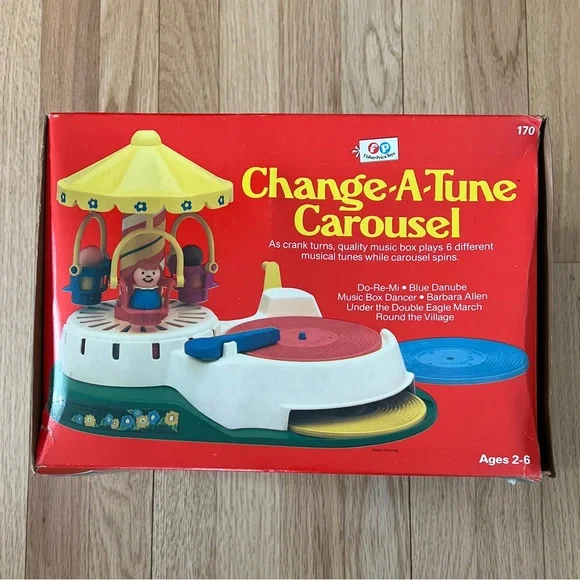 170
fp
Fisher-Price Toys
Change-A-Tune
Carousel
As crank turns, quality music box plays 6 different
musical tunes while carousel spins.
Do-Re-Mi • Blue Danube
Music Box Dancer • Barbara Allen
Under the Double Eagle March
Round the Village
Ages 2-6